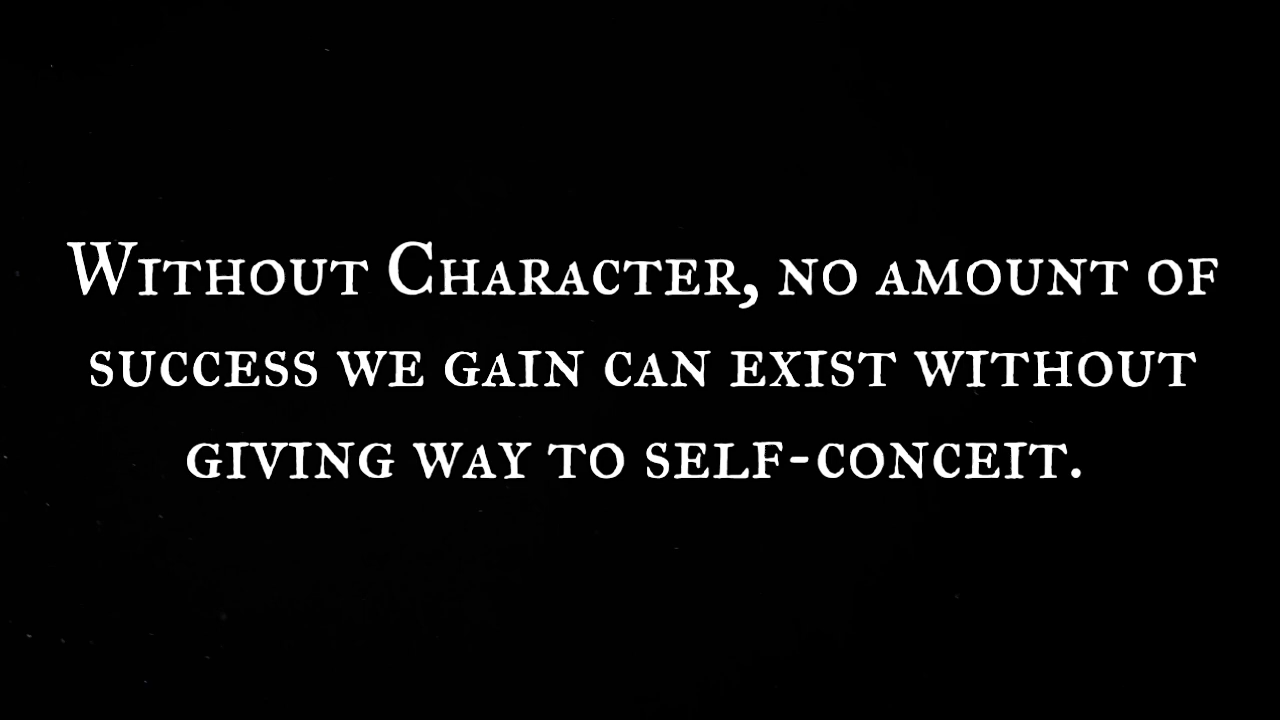 Without Character, no amount of
success we gain can exist without
giving way to self-conceit.